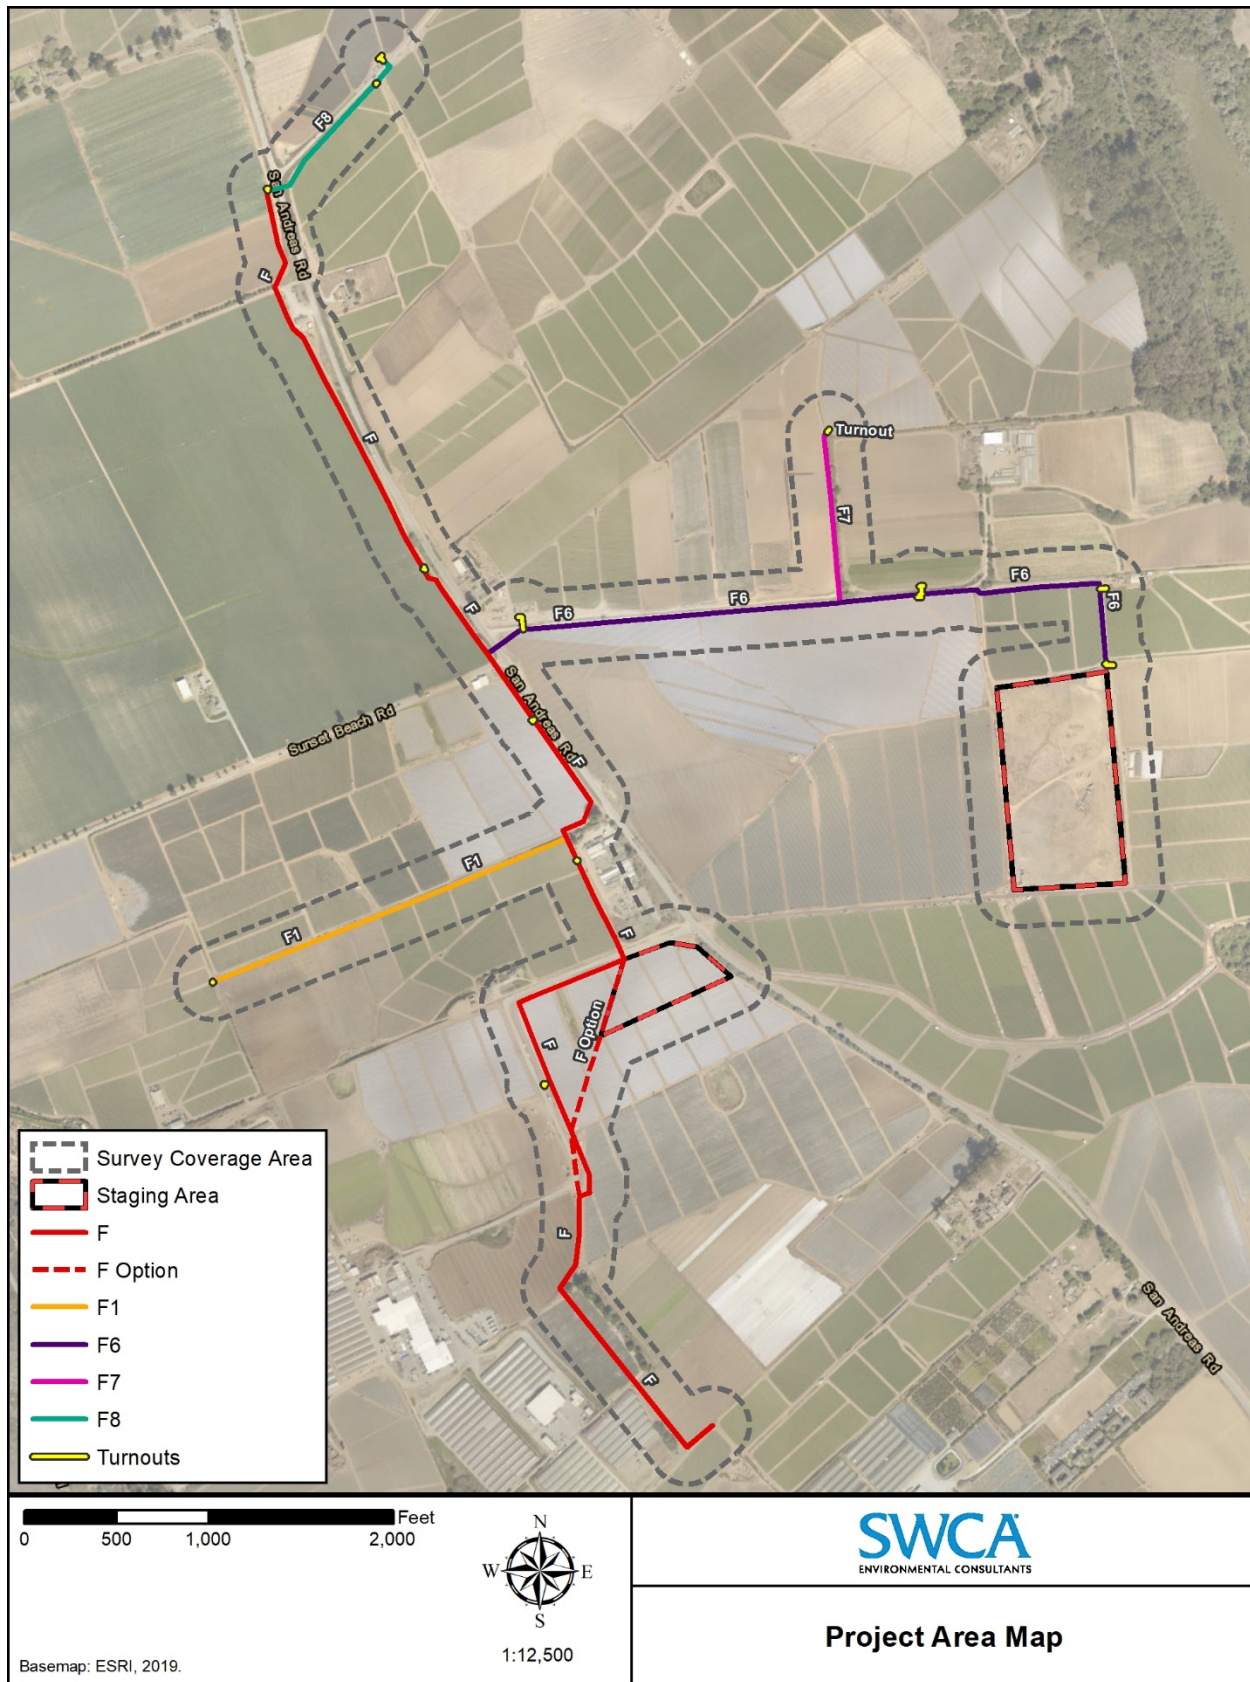 F8
San Andreas Rd
F
F
Turnout
F7
F6
F6
F6
F6
F
San Andreas Rd
F
Sunset Beach Rd
F1
F1
F
F Option
F
F
F
San Andreas Rd
Survey Coverage Area
Staging Area
F
F Option
F1
F6
F7
F8
Turnouts
Feet
0 500 1,000 2,000
N
W E
S
1:12,500
Basemap: ESRI, 2019.
SWCA
ENVIRONMENTAL CONSULTANTS
Project Area Map